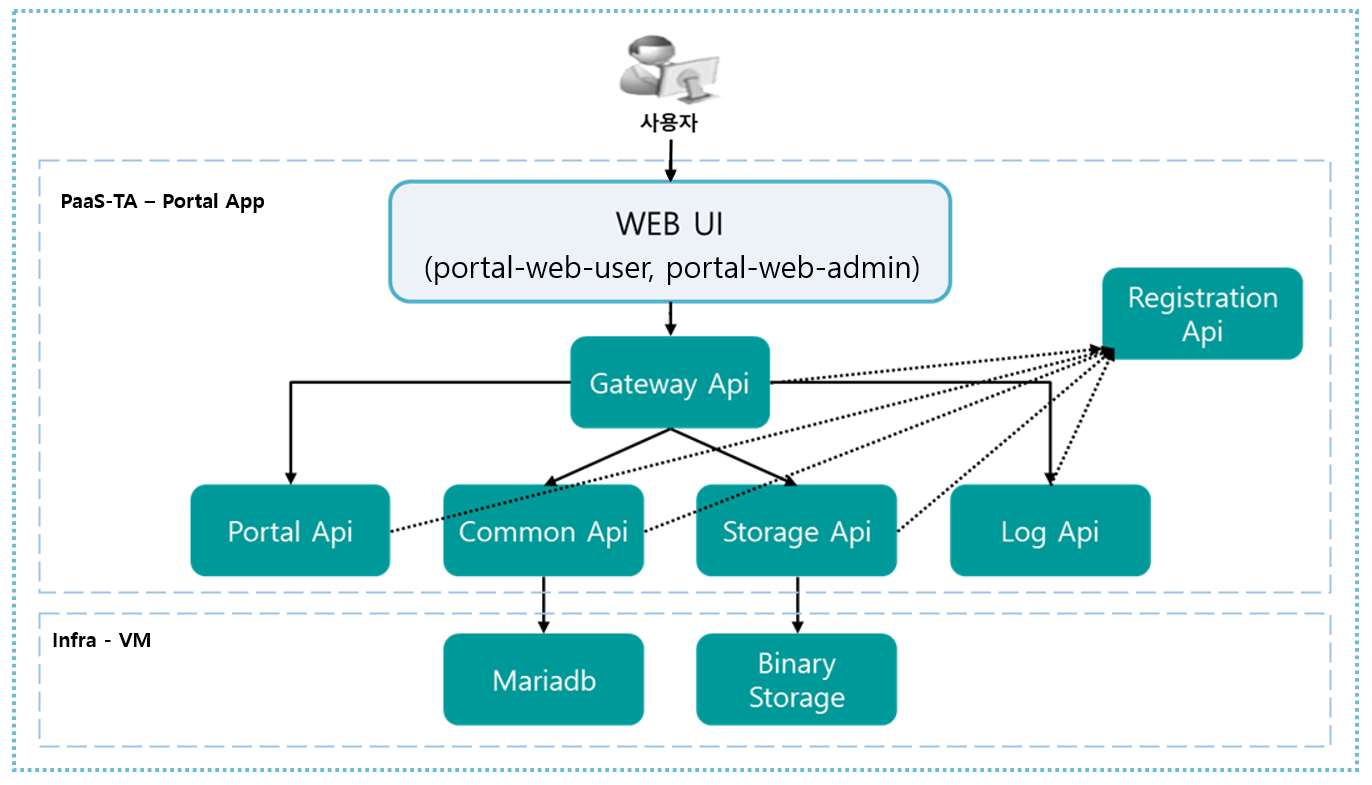 사용자
PaaS-TA – Portal App
WEB UI
(portal-web-user, portal-web-admin)
Registration
Api
Gateway Api
Portal Api
Common Api
Storage Api
Log Api
Infra - VM
Mariadb
Binary
Storage